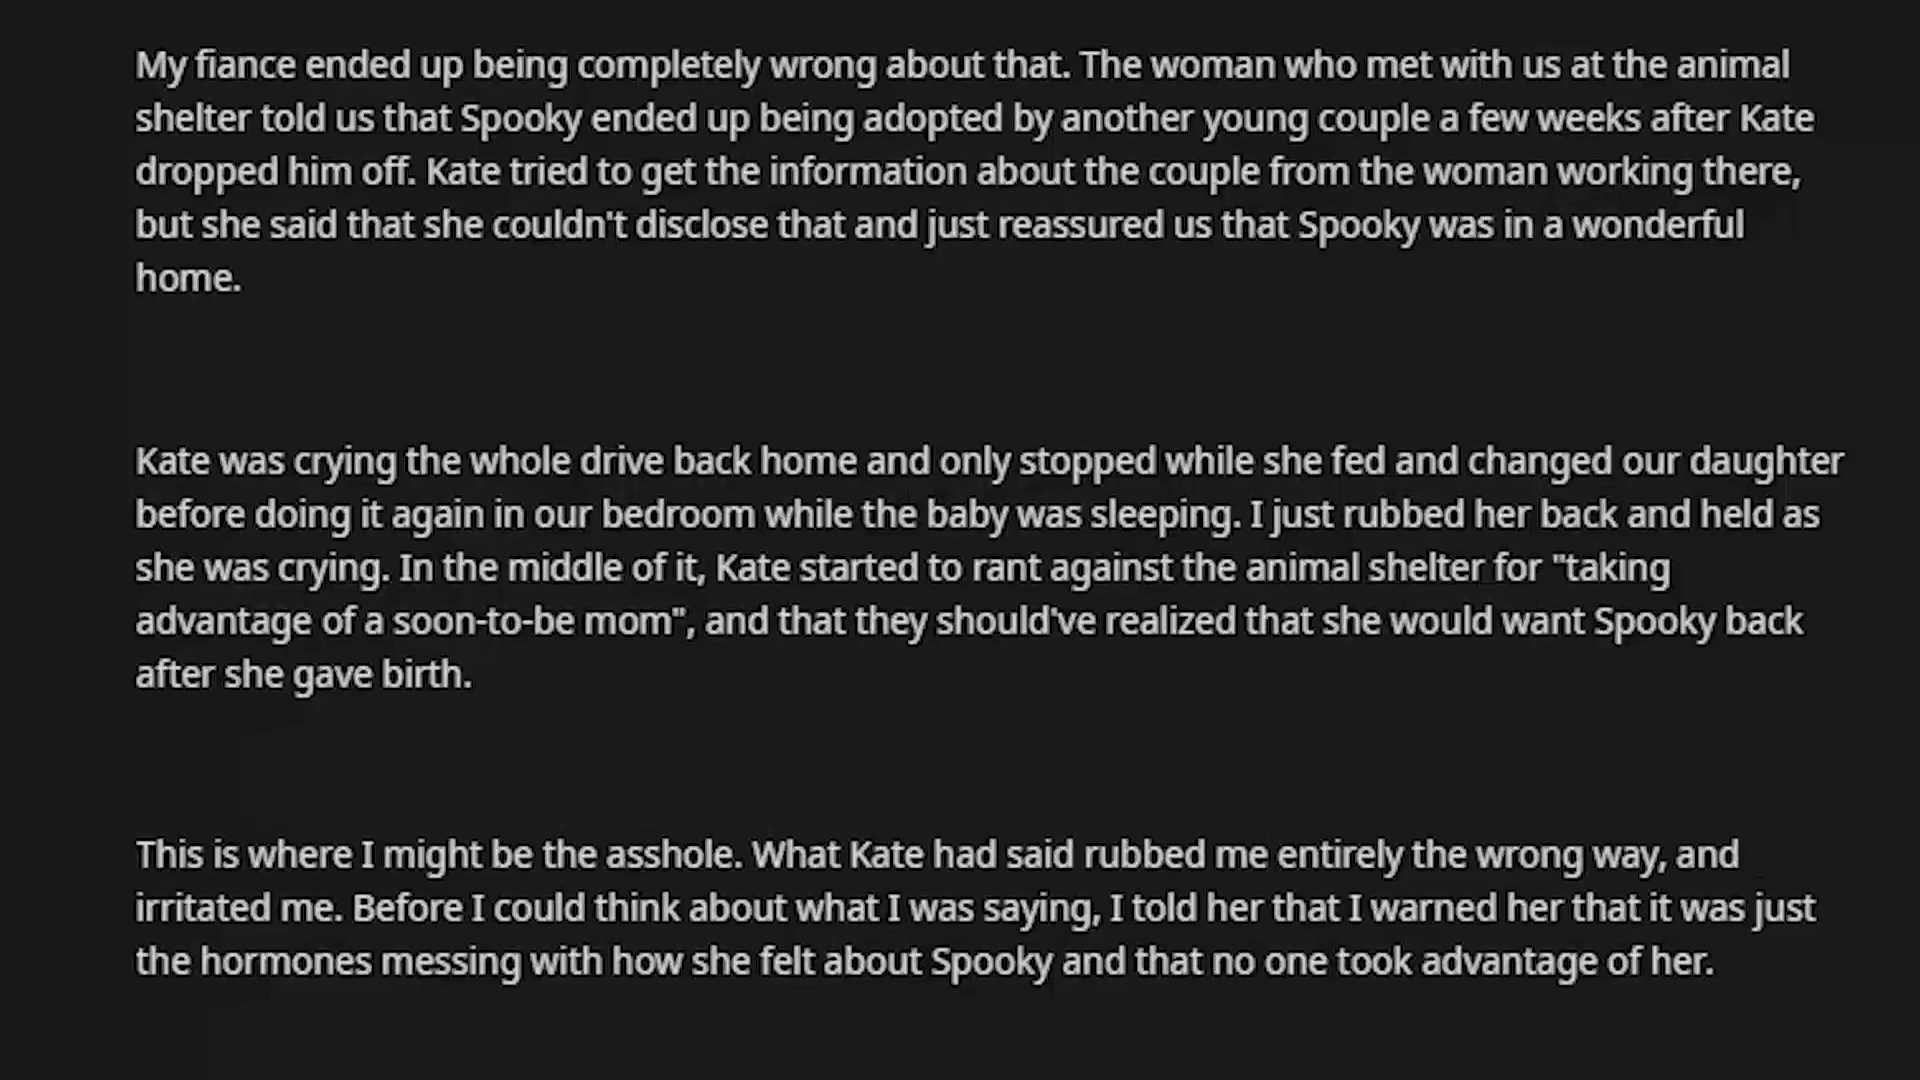 My fiance ended up being completely wrong about that. The woman who met with us at the animal
shelter told us that Spooky ended up being adopted by another young couple a few weeks after Kate
dropped him off. Kate tried to get the information about the couple from the woman working there,
but she said that she couldn't disclose that and just reassured us that Spooky was in a wonderful
home.
Kate was crying the whole drive back home and only stopped while she fed and changed our daughter
before doing it again in our bedroom while the baby was sleeping. I just rubbed her back and held as
she was crying. In the middle of it, Kate started to rant against the animal shelter for "taking
advantage of a soon-to-be mom", and that they should've realized that she would want Spooky back
after she gave birth.
This is where I might be the asshole. What Kate had said rubbed me entirely the wrong way, and
irritated me. Before I could think about what I was saying, I told her that I warned her that it was just
the hormones messing with how she felt about Spooky and that no one took advantage of her.